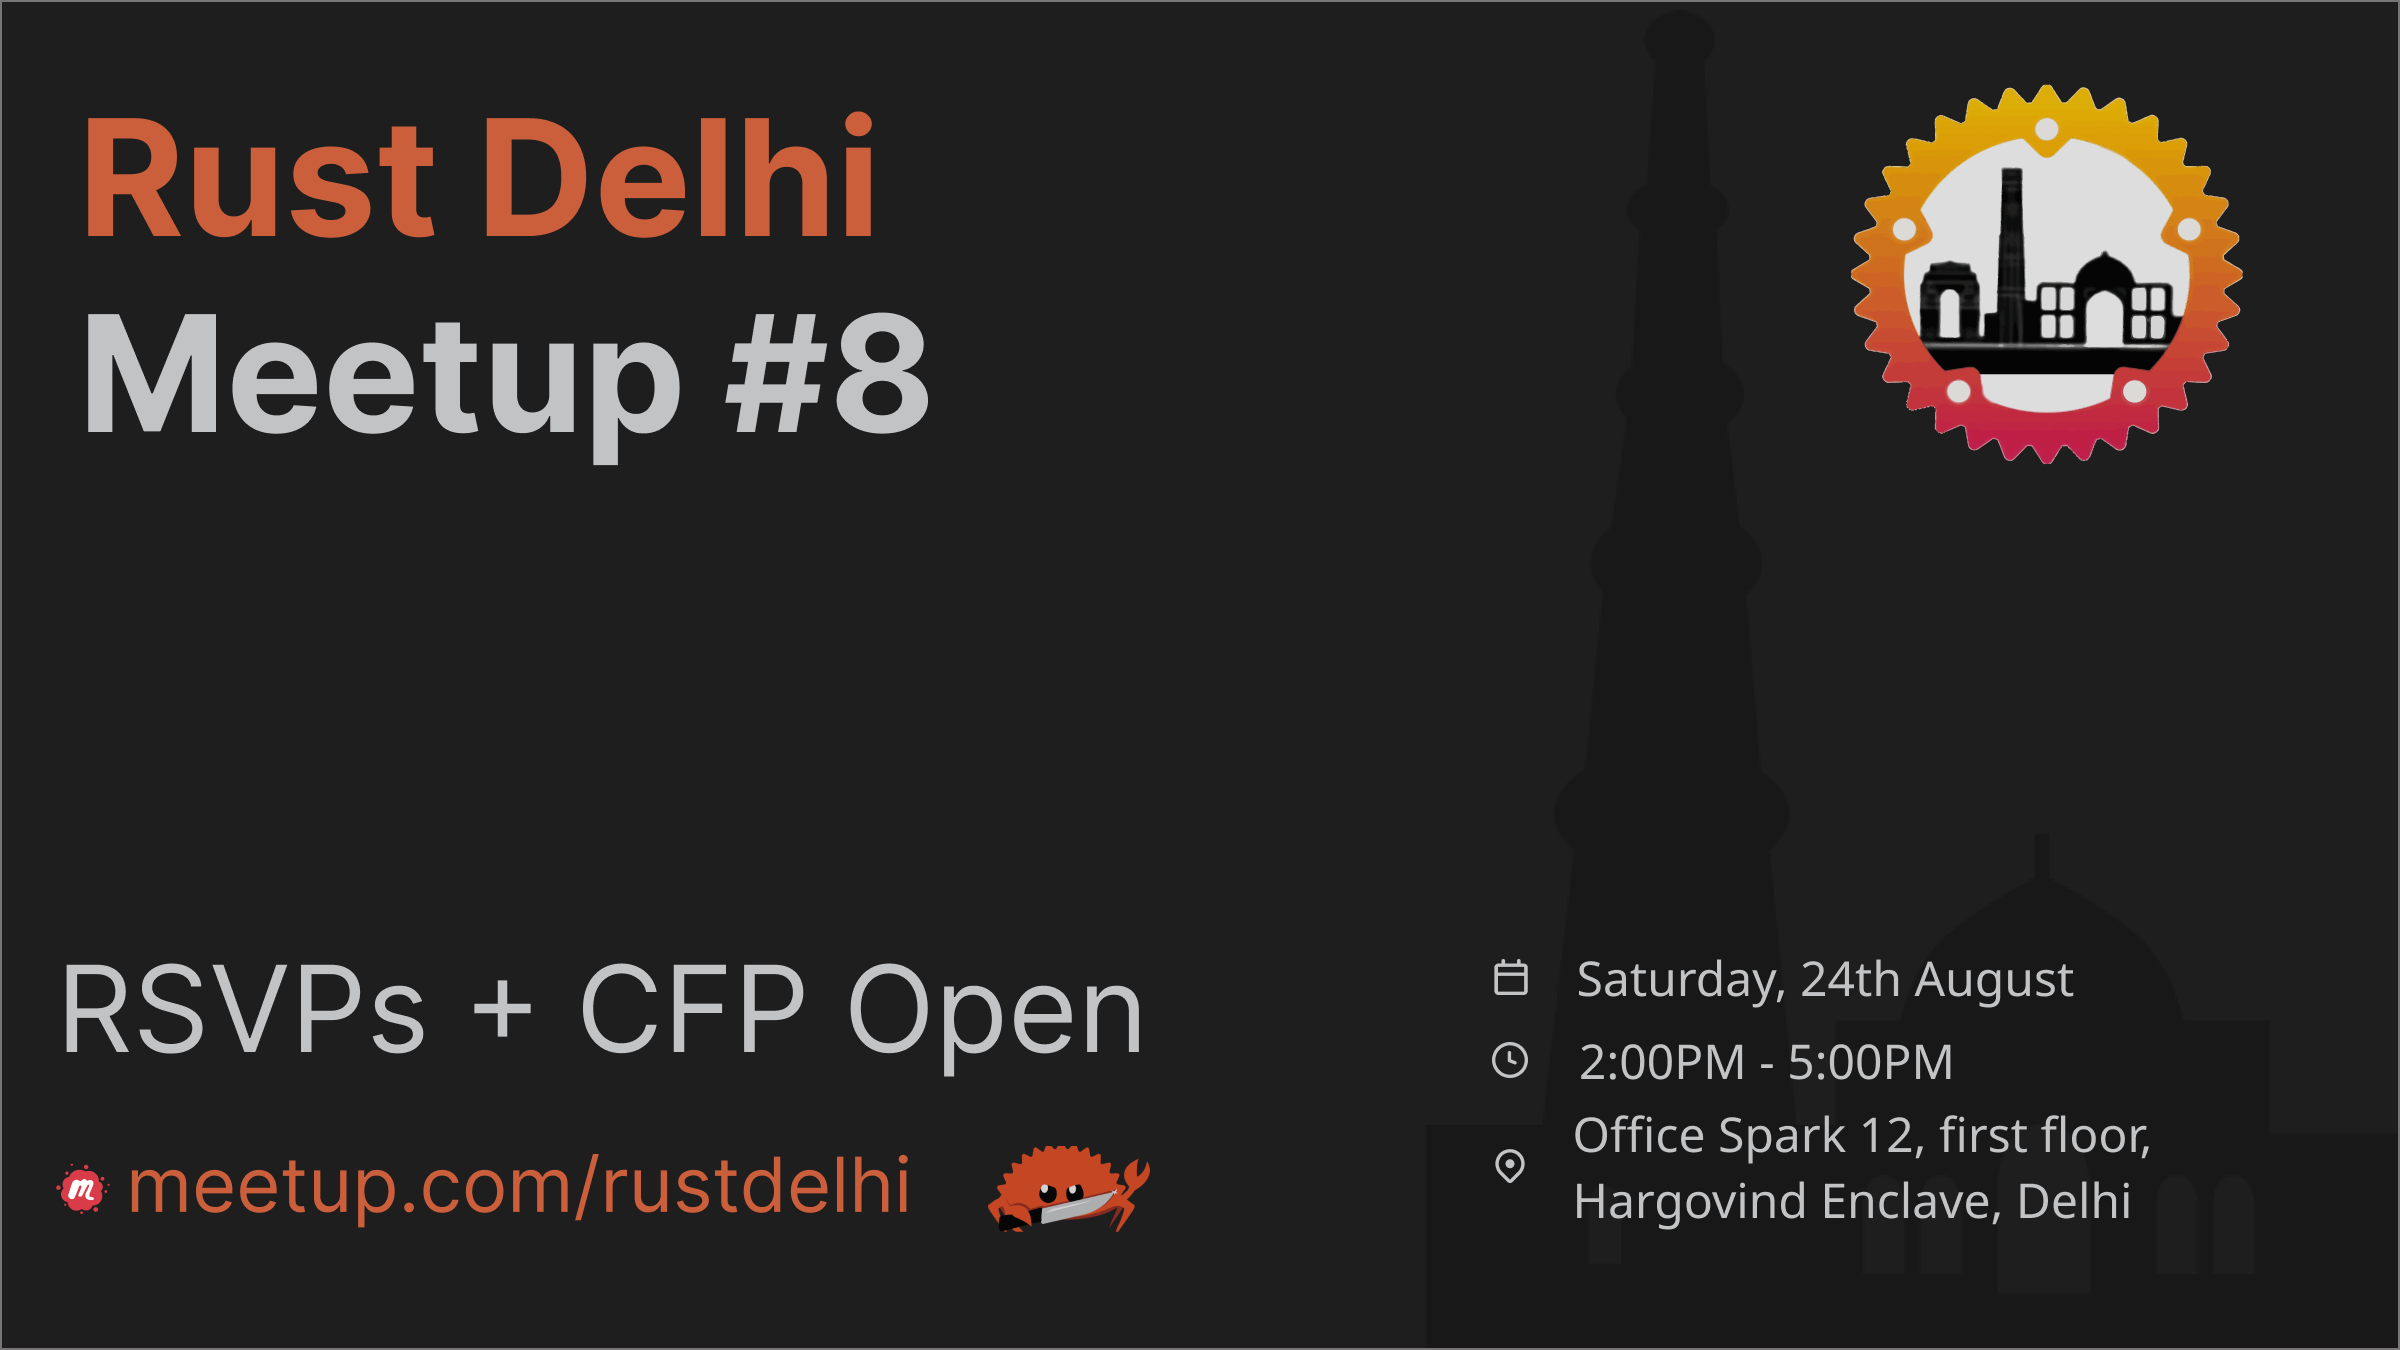 Rust Delhi
Meetup #8
RSVPs + CFP Open
m meetup.com/rustdelhi
Saturday, 24th August
2:00PM - 5:00PM
Office Spark 12, first floor,
Hargovind Enclave, Delhi